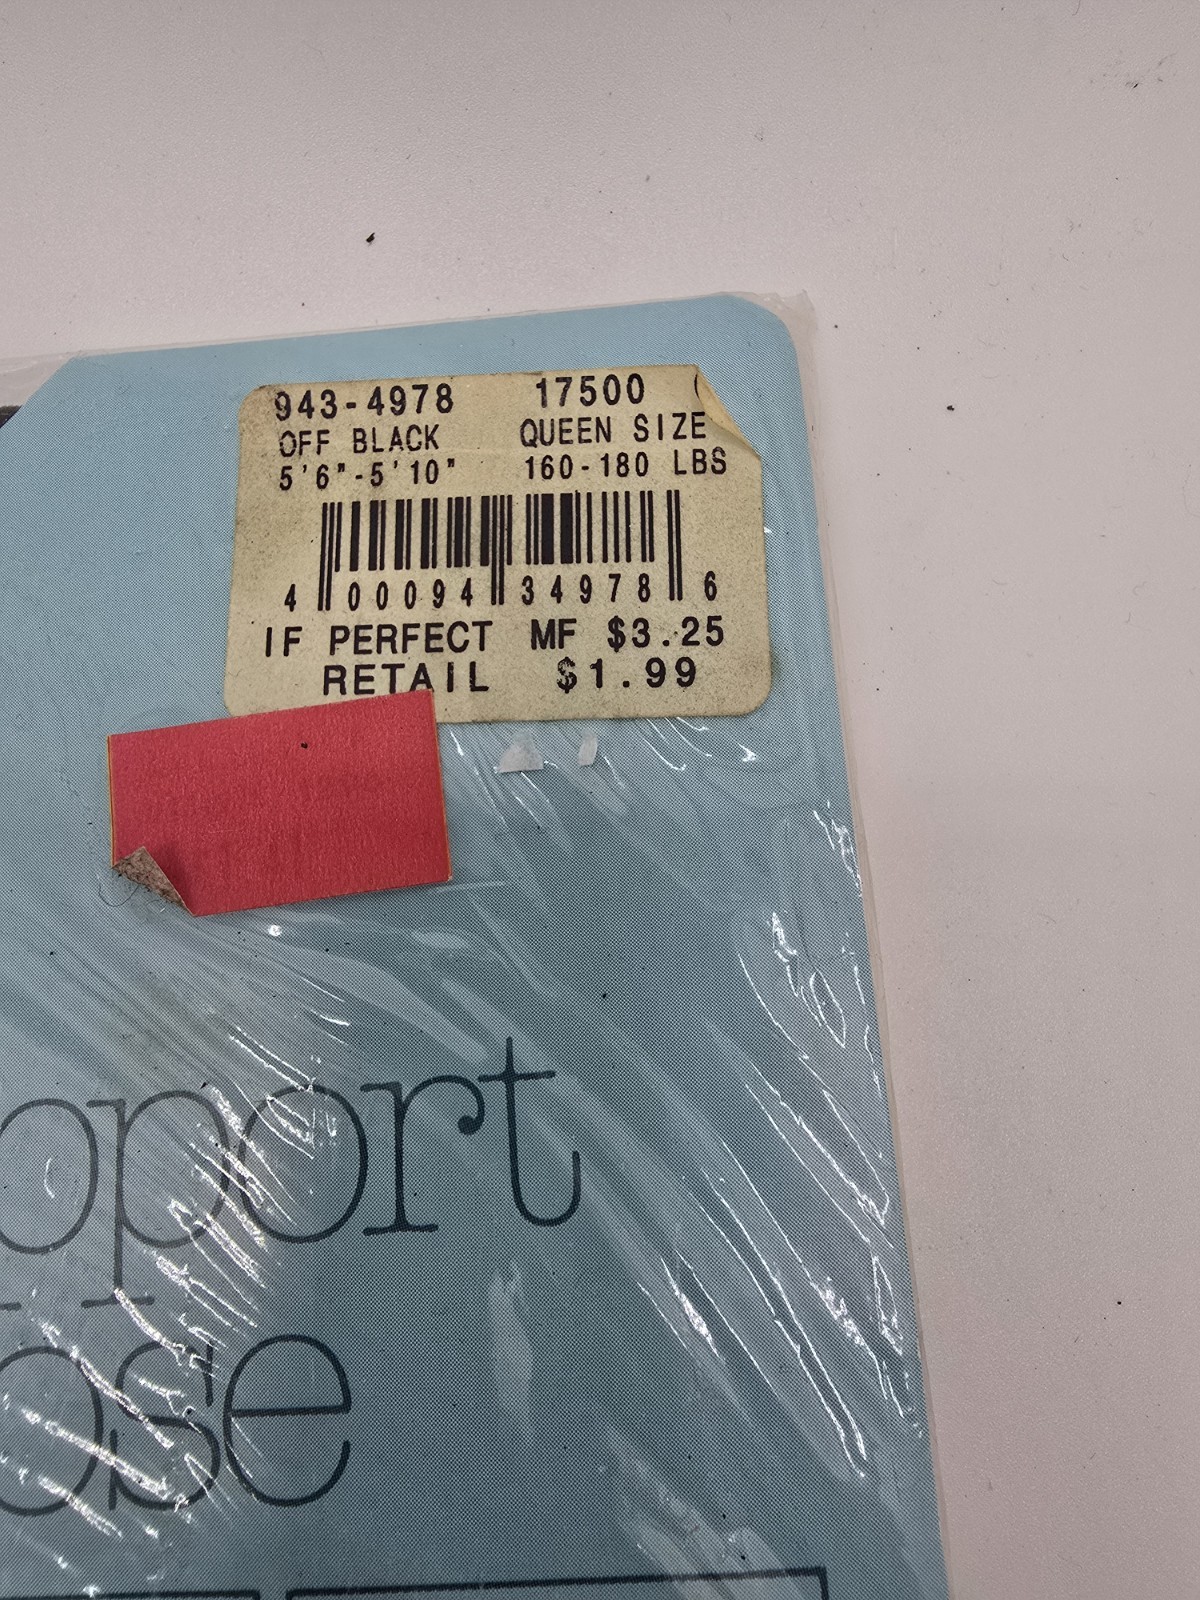 943-4978 17500
OFF BLACK QUEEN SIZE
5'6"-5'10" 160-180 LBS
4 00094 34978 6
IF PERFECT MF $3.25
RETAIL $1.99
pport
ose